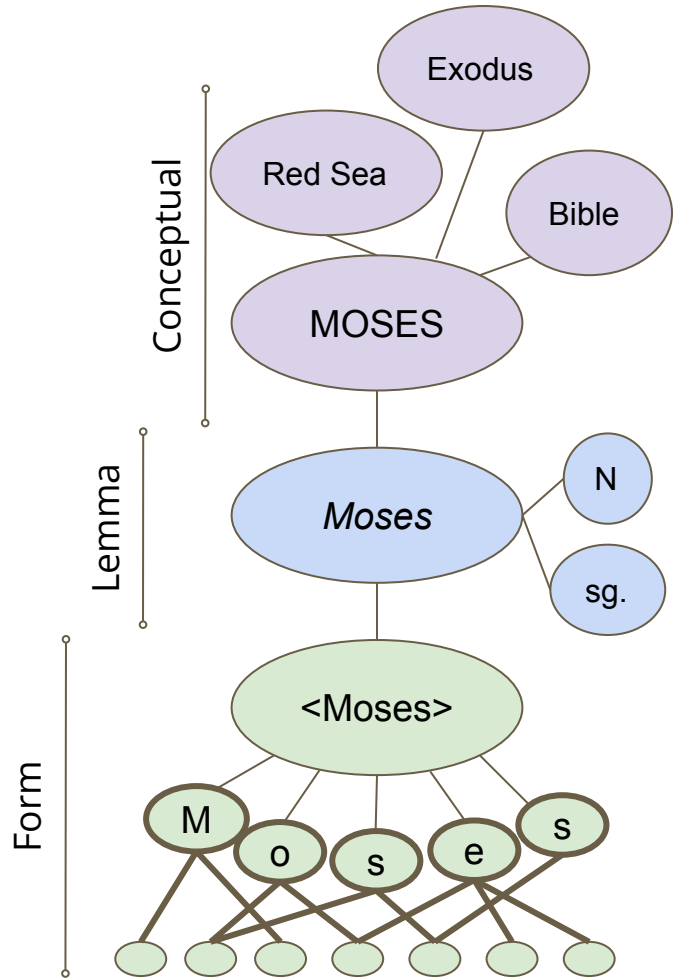 Exodus
Red Sea
Bible
Conceptual
MOSES
Lemma
Moses
N
sg.
Form
<Moses>
M
o
s
e
s